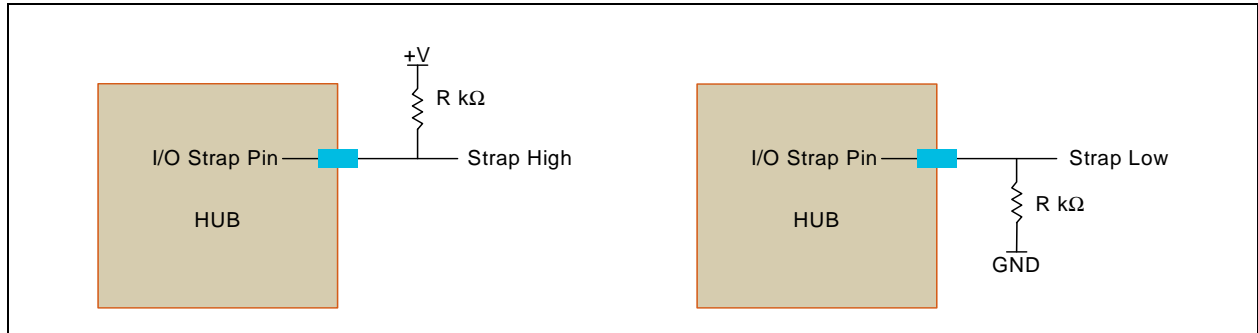 +V
R kΩ
I/O Strap Pin
Strap High
HUB
I/O Strap Pin
Strap Low
HUB
R kΩ
GND